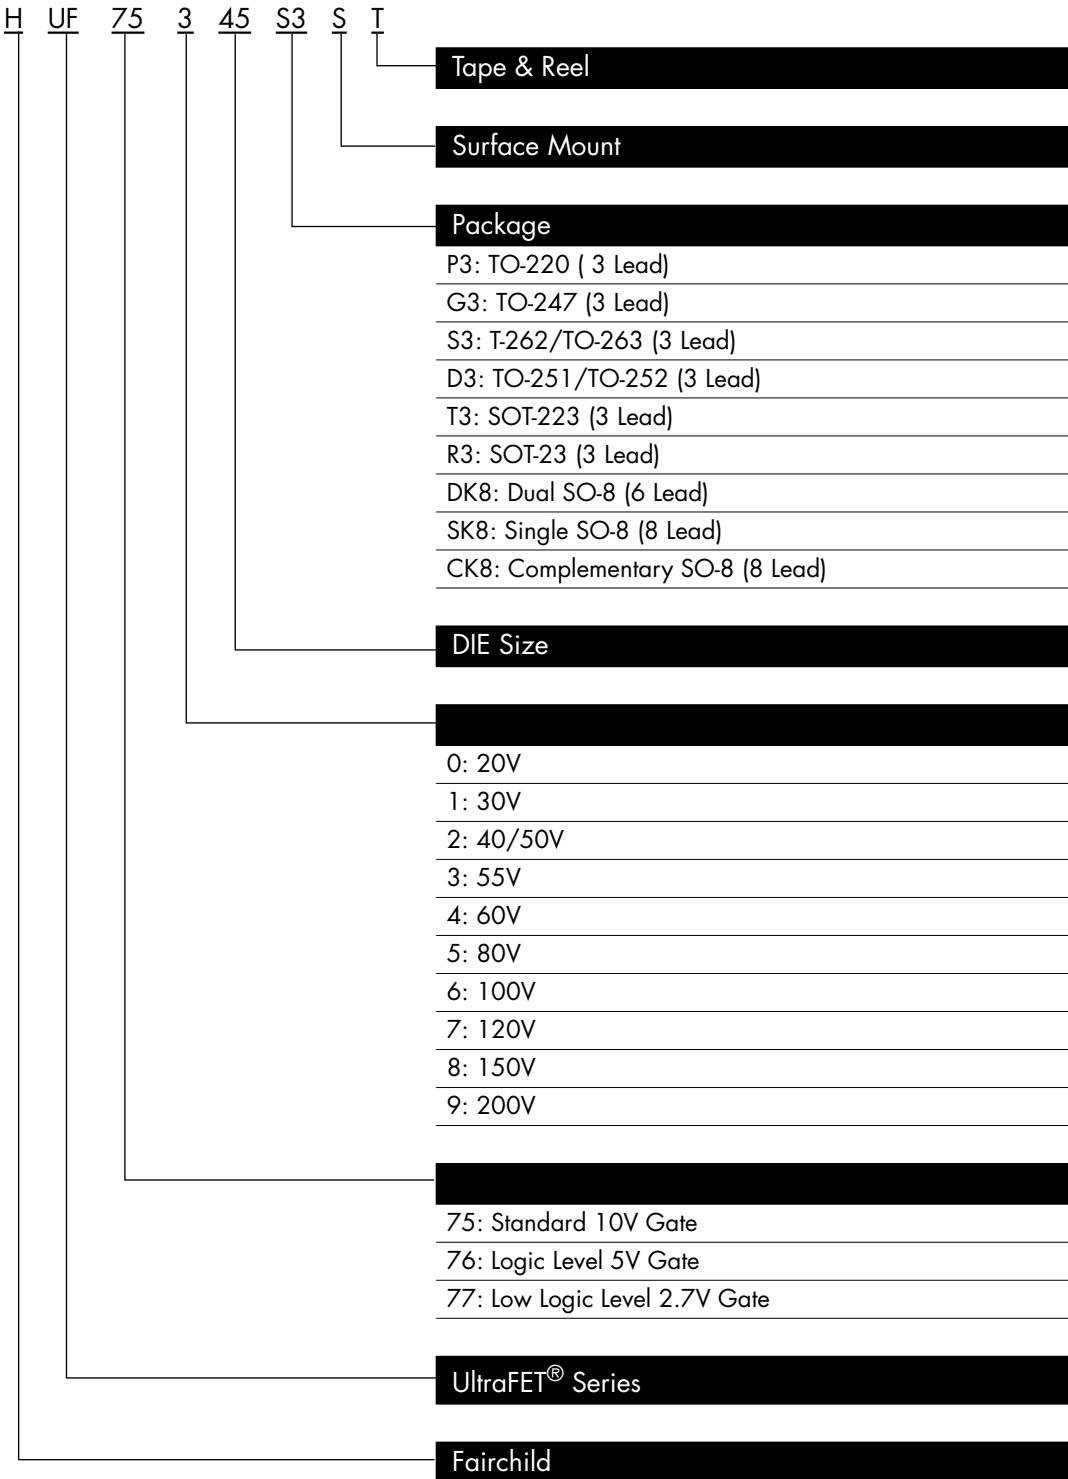 H UF 75 3 45 S3 S T
Tape & Reel
Surface Mount
Package
P3: TO-220 ( 3 Lead)
G3: TO-247 (3 Lead)
S3: T-262/TO-263 (3 Lead)
D3: TO-251/TO-252 (3 Lead)
T3: SOT-223 (3 Lead)
R3: SOT-23 (3 Lead)
DK8: Dual SO-8 (6 Lead)
SK8: Single SO-8 (8 Lead)
CK8: Complementary SO-8 (8 Lead)
DIE Size
0: 20V
1: 30V
2: 40/50V
3: 55V
4: 60V
5: 80V
6: 100V
7: 120V
8: 150V
9: 200V
75: Standard 10V Gate
76: Logic Level 5V Gate
77: Low Logic Level 2.7V Gate
UltraFET® Series
Fairchild